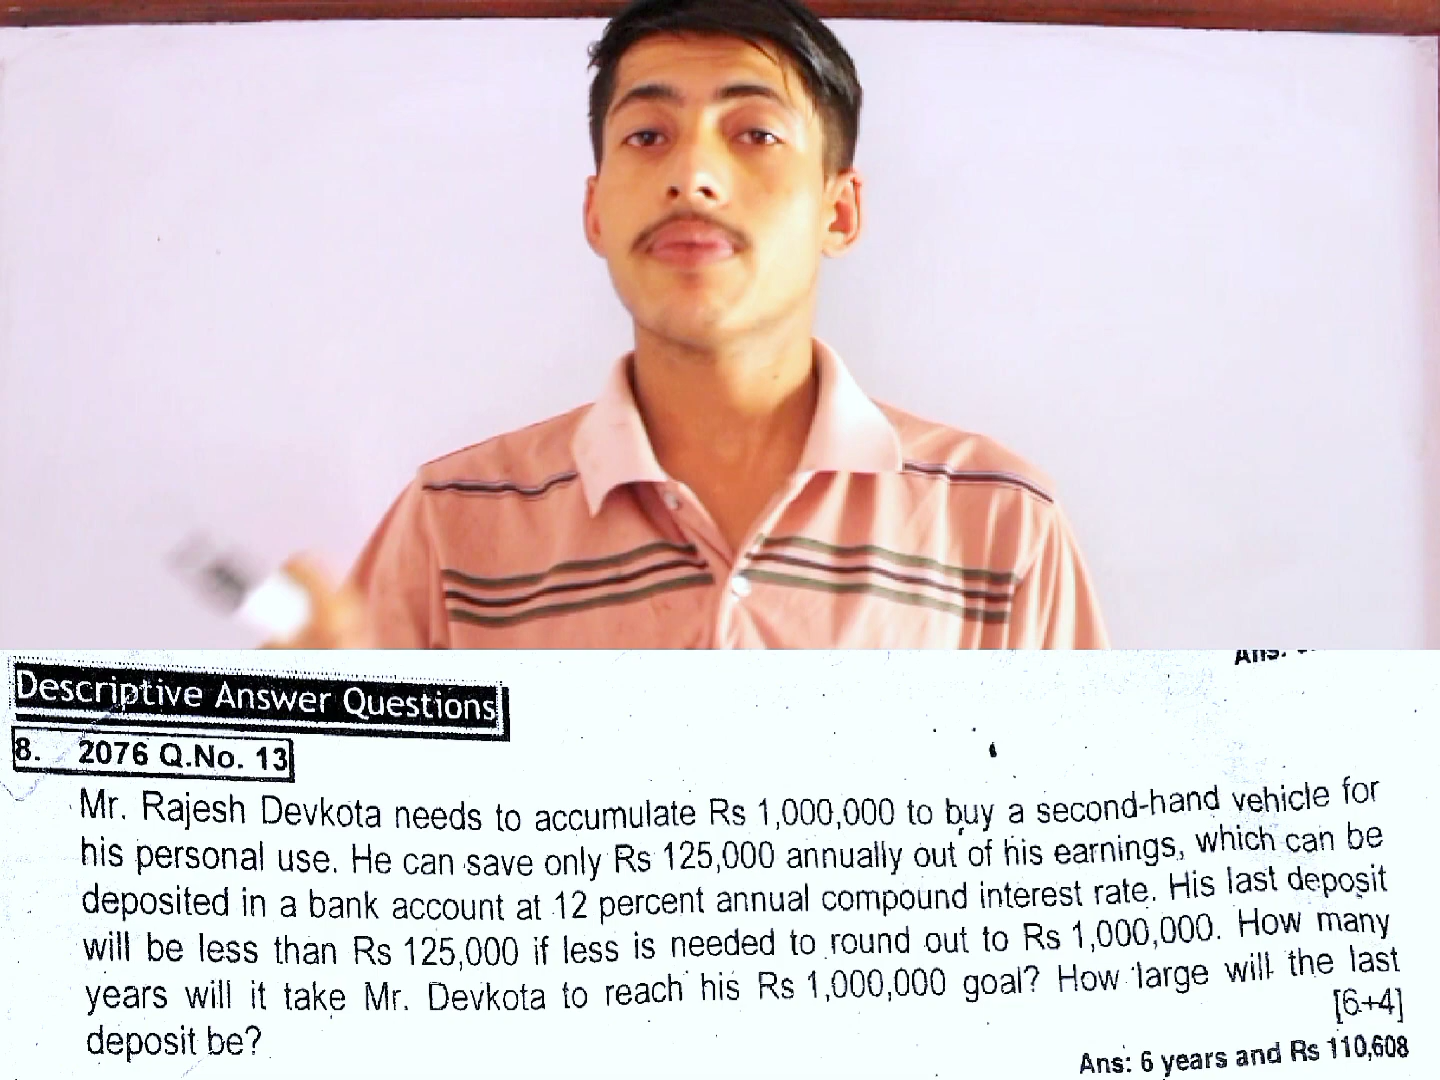 Descriptive Answer Questions
8. 2076 Q.No. 13
Mr. Rajesh Devkota needs to accumulate Rs 1,000,000 to buy a second-hand vehicle for
his personal use. He can save only Rs 125,000 annually out of his earnings, which can be
deposited in a bank account at 12 percent annual compound interest rate. His last deposit
will be less than Rs 125,000 if less is needed to round out to Rs 1,000,000. How many
years will it take Mr. Devkota to reach his Rs 1,000,000 goal? How large will the last
deposit be?
[6+4]
Ans: 6 years and Rs 110,608